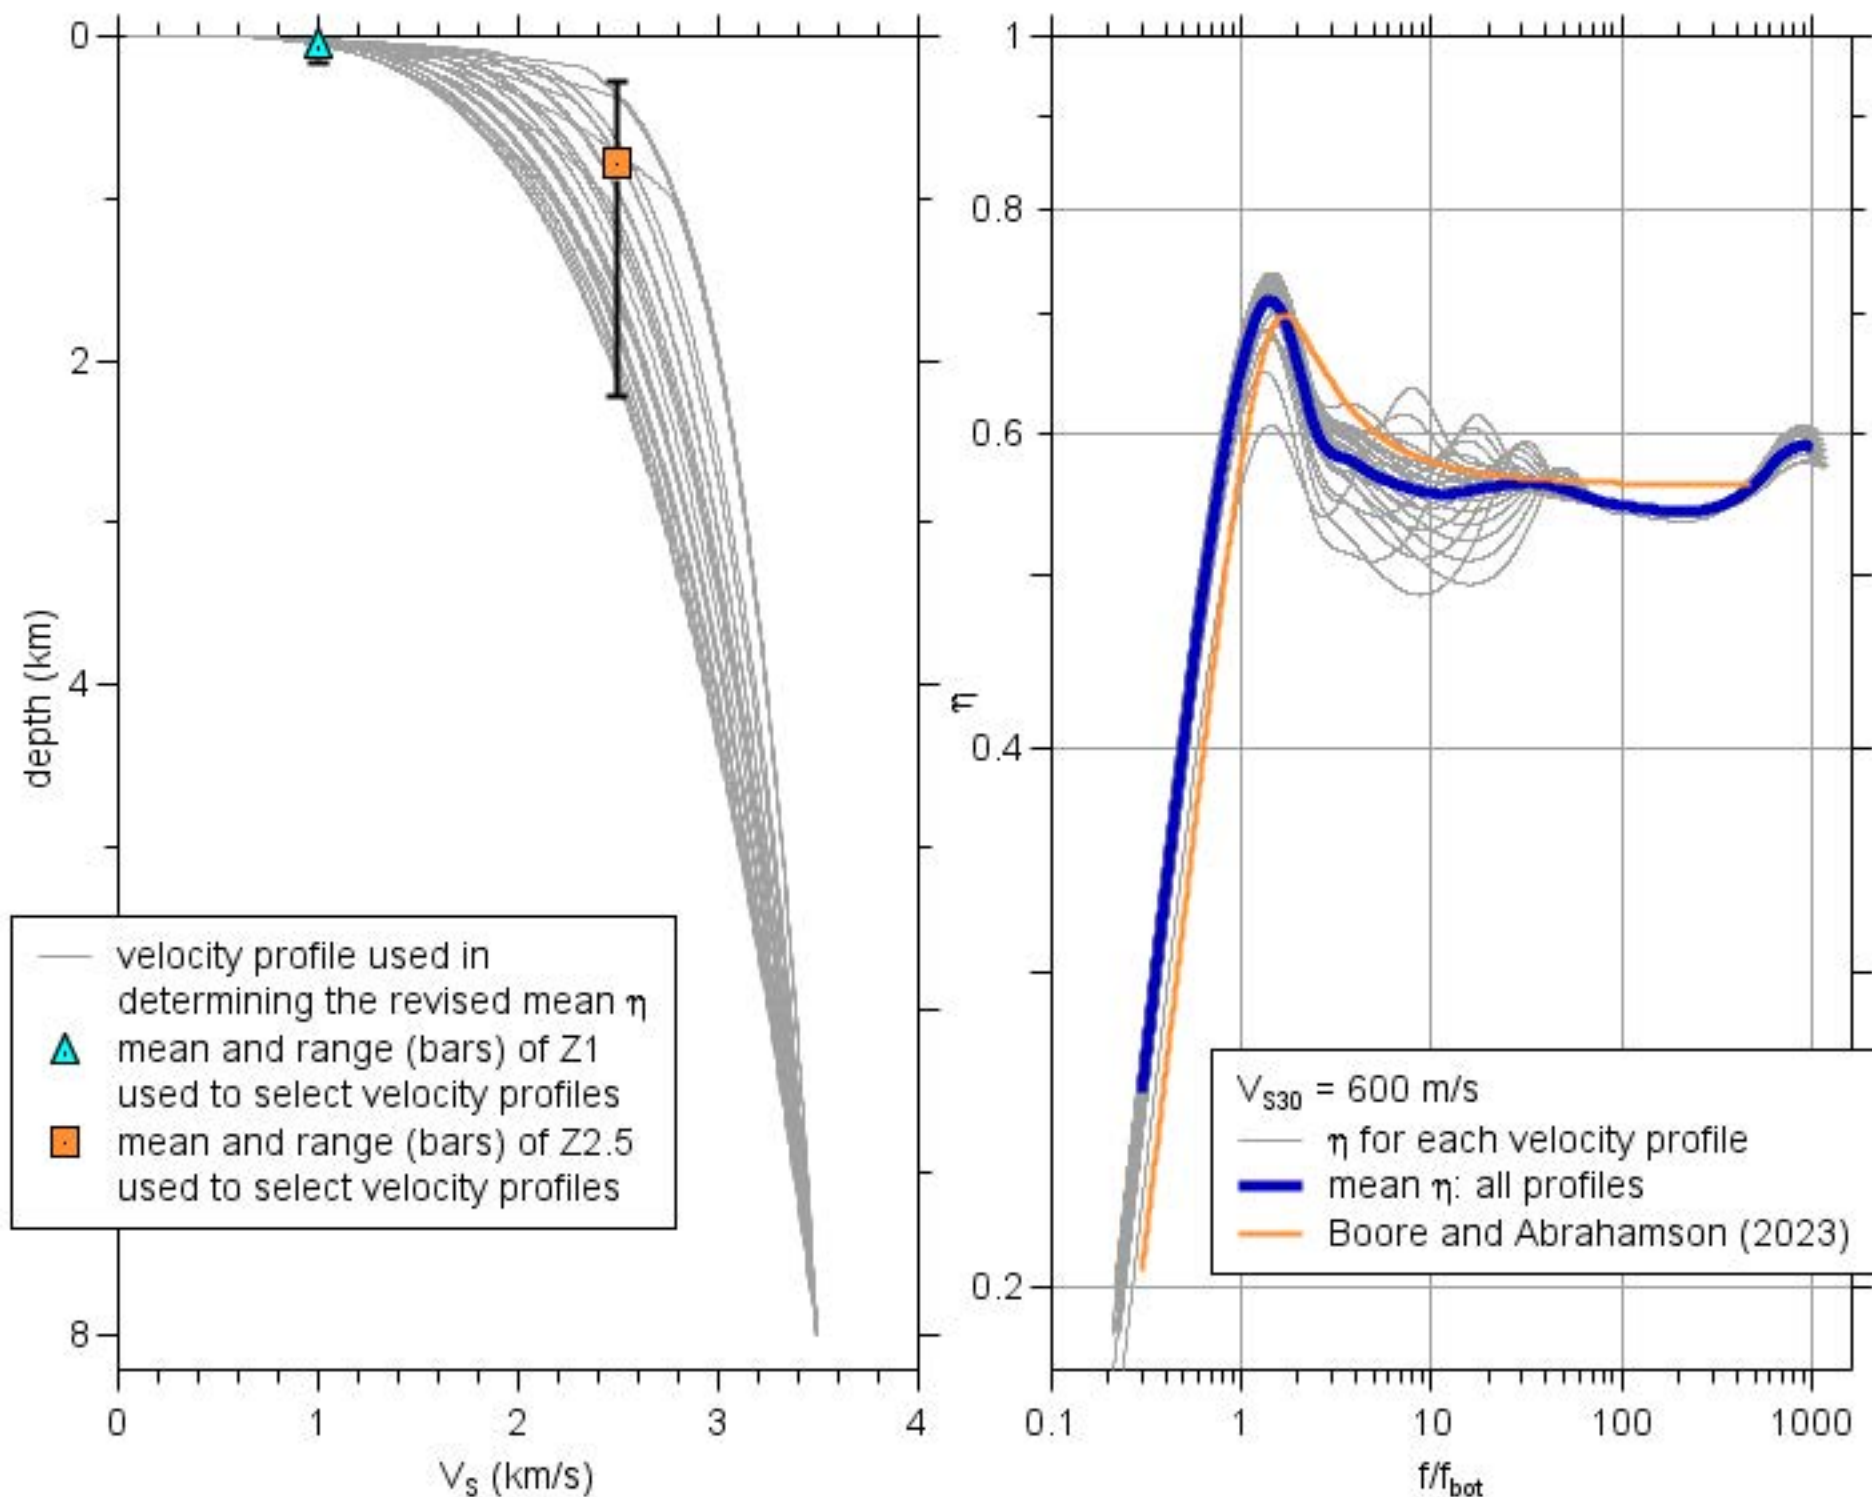 0
2
4
8
depth (km)
velocity profile used in
determining the revised mean η
mean and range (bars) of Z1
used to select velocity profiles
mean and range (bars) of Z2.5
used to select velocity profiles
0 1 2 3 4
V_S (km/s)
1
0.8
0.6
0.4
0.2
η
V_S30 = 600 m/s
η for each velocity profile
mean η: all profiles
Boore and Abrahamson (2023)
0.1 1 10 100 1000
f/f_bot